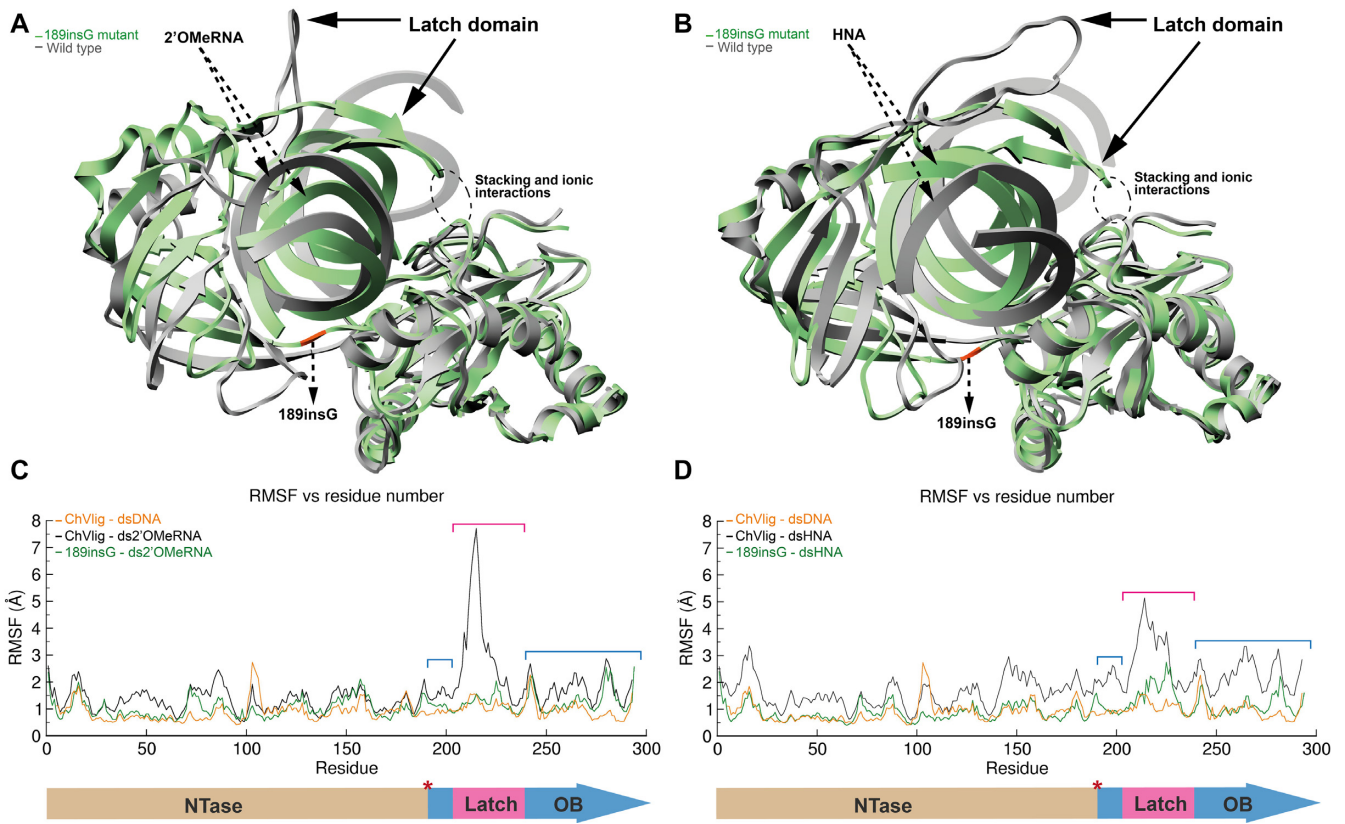 A
–189insG mutant
– Wild type
2'OMeRNA
Latch domain
Stacking and ionic
interactions
189insG
B
–189insG mutant
– Wild type
HNA
Latch domain
Stacking and ionic
interactions
189insG
C
RMSF vs residue number
– ChVlig - dsDNA
– ChVlig - ds2'OMeRNA
– 189insG - ds2'OMeRNA
RMSF (Å)
8
7
6
5
4
3
2
1
0
0 50 100 150 200 250 300
Residue
*
NTase Latch OB
D
RMSF vs residue number
– ChVlig - dsDNA
– ChVlig - dsHNA
– 189insG - dsHNA
RMSF (Å)
8
7
6
5
4
3
2
1
0
0 50 100 150 200 250 300
Residue
*
NTase Latch OB